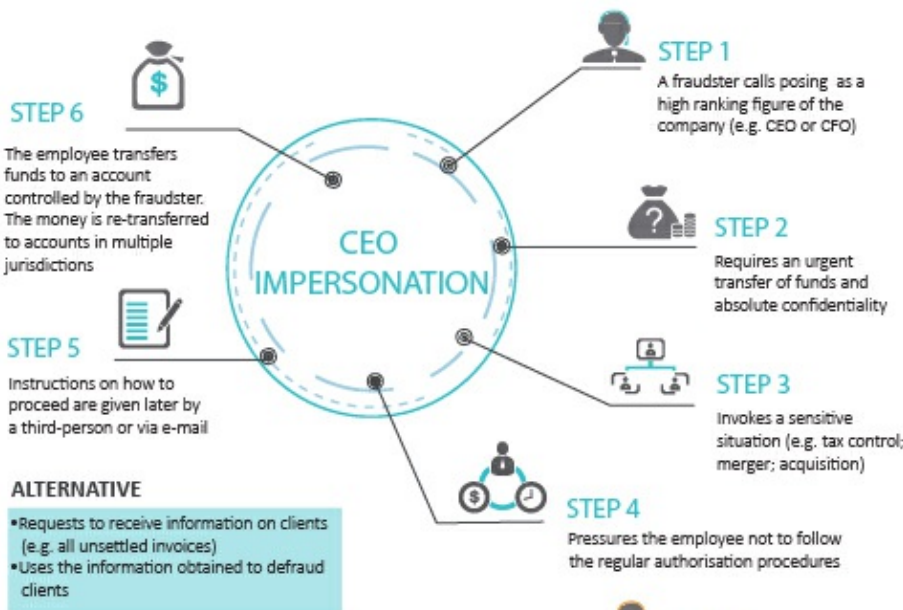 STEP 1
A fraudster calls posing as a
high ranking figure of the
company (e.g. CEO or CFO)
STEP 2
Requires an urgent
transfer of funds and
absolute confidentiality
STEP 3
Invokes a sensitive
situation (e.g. tax control;
merger; acquisition)
STEP 4
Pressures the employee not to follow
the regular authorisation procedures
STEP 5
Instructions on how to
proceed are given later by
a third-person or via e-mail
STEP 6
$
The employee transfers
funds to an account
controlled by the fraudster.
The money is re-transferred
to accounts in multiple
jurisdictions
CEO
IMPERSONATION
?
$
ALTERNATIVE
•Requests to receive information on clients
(e.g. all unsettled invoices)
•Uses the information obtained to defraud
clients